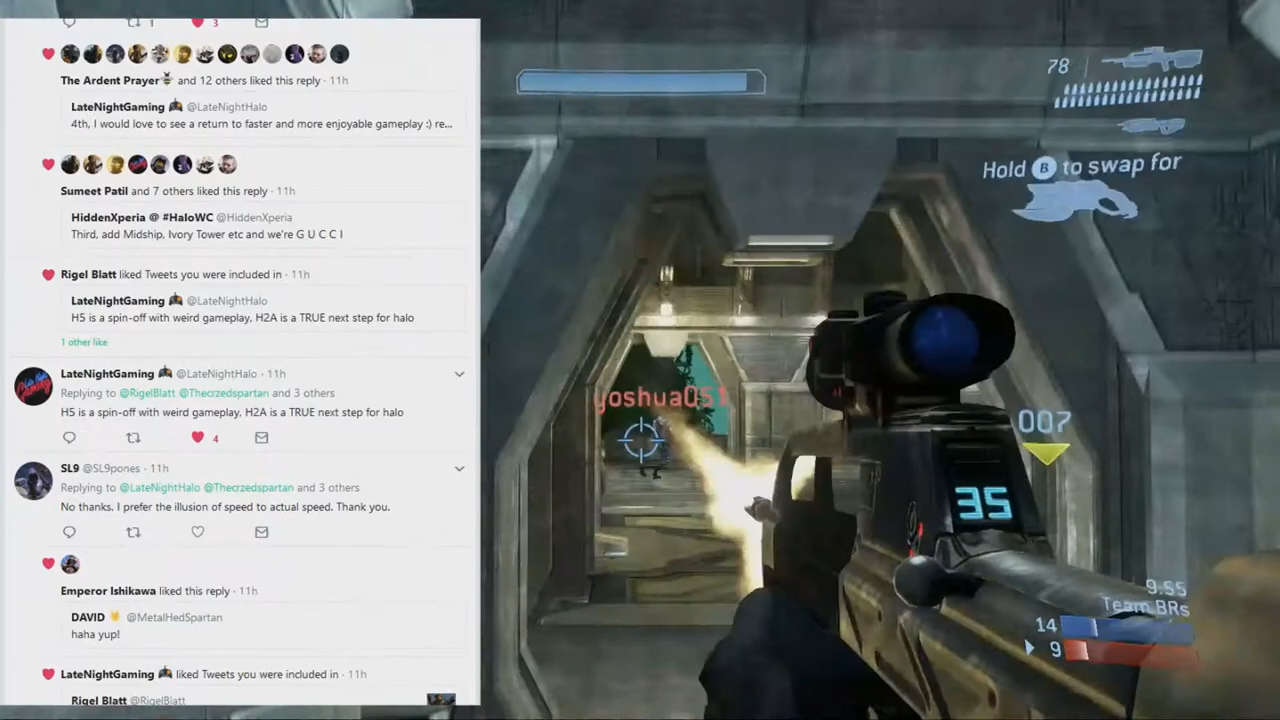 1 3
The Ardent Prayer and 12 others liked this reply · 11h
LateNightGaming @LateNightHalo
4th, I would love to see a return to faster and more enjoyable gameplay :) re...
Sumeet Patil and 7 others liked this reply · 11h
HiddenXperia @ #HaloWC @HiddenXperia
Third, add Midship, Ivory Tower etc and we're G U C C I
Rigel Blatt liked Tweets you were included in · 11h
LateNightGaming @LateNightHalo
H5 is a spin-off with weird gameplay, H2A is a TRUE next step for halo
1 other like
LateNightGaming @LateNightHalo · 11h
Replying to @RigelBlatt @Thecrzedspartan and 3 others
H5 is a spin-off with weird gameplay, H2A is a TRUE next step for halo
4
SL9 @SL9pones · 11h
Replying to @LateNightHalo @Thecrzedspartan and 3 others
No thanks. I prefer the illusion of speed to actual speed. Thank you.
Emperor Ishikawa liked this reply · 11h
DAVID @MetalHedSpartan
haha yup!
LateNightGaming liked Tweets you were included in · 11h
Rigel Blatt @RigelBlatt
78
Hold B to swap for
yoshua051
007
35
9:55
Team BRs
14
9